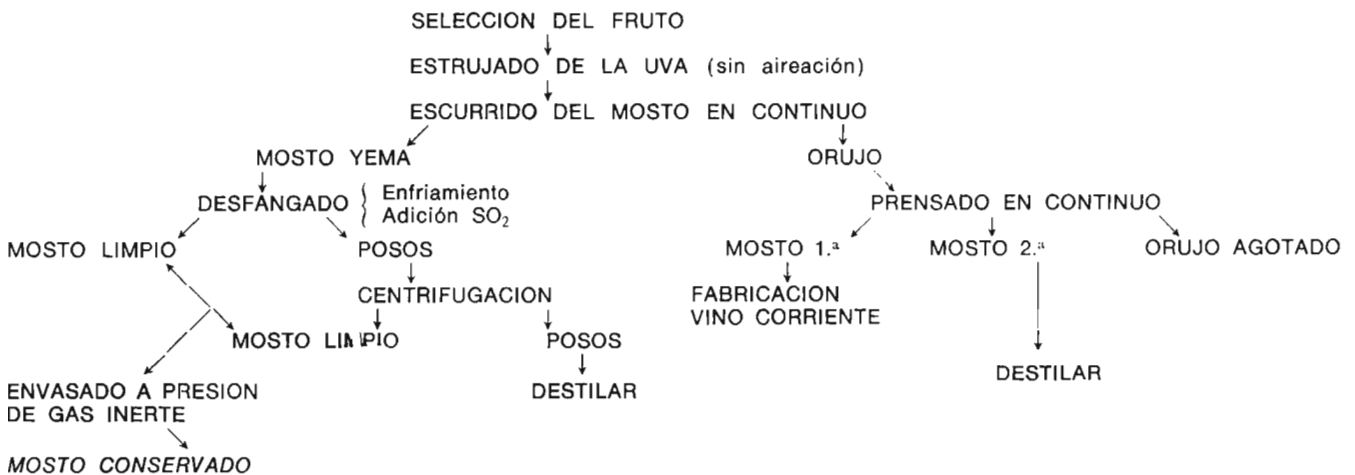 SELECCION DEL FRUTO
ESTRUJADO DE LA UVA (sin aireación)
ESCURRIDO DEL MOSTO EN CONTINUO
MOSTO YEMA
ORUJO
DESFANGADO { Enfriamiento
Adición SO₂
PRENSADO EN CONTINUO
MOSTO LIMPIO
POSOS
MOSTO 1.ª
MOSTO 2.ª
ORUJO AGOTADO
CENTRIFUGACION
FABRICACION
VINO CORRIENTE
MOSTO LIMPIO
POSOS
DESTILAR
DESTILAR
ENVASADO A PRESION
DE GAS INERTE
MOSTO CONSERVADO